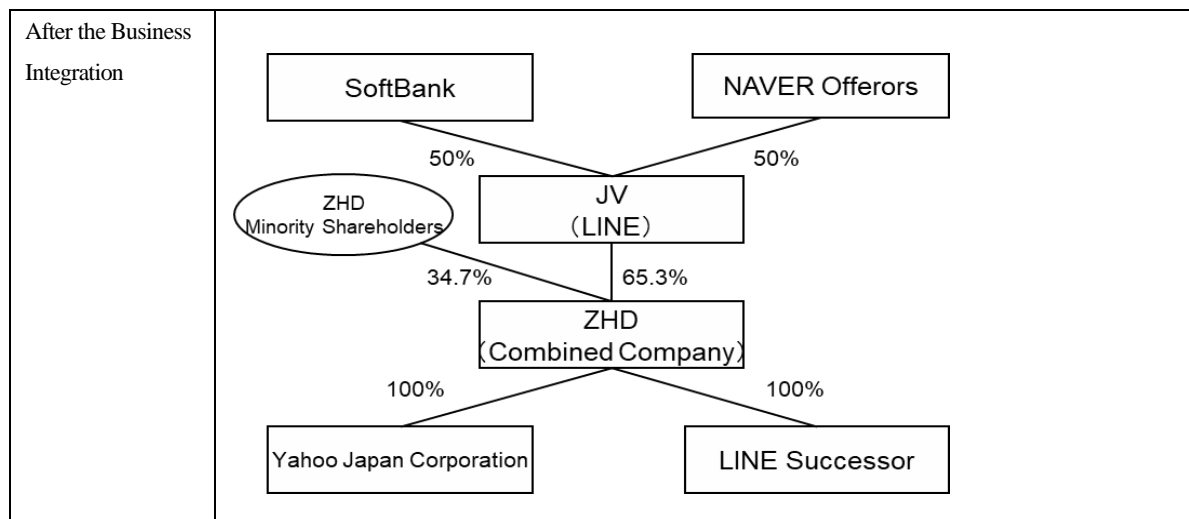 After the Business
Integration
SoftBank
NAVER Offerors
50%
50%
ZHD
Minority Shareholders
JV
（LINE）
34.7%
65.3%
ZHD
（Combined Company）
100%
100%
Yahoo Japan Corporation
LINE Successor